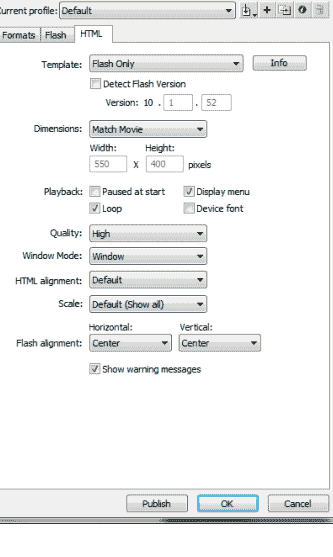 Current profile: Default
Formats Flash HTML
Template: Flash Only Info
Detect Flash Version
Version: 10 . 1 . 52
Dimensions: Match Movie
Width: Height:
550 X 400 pixels
Playback: Paused at start Display menu
Loop Device font
Quality: High
Window Mode: Window
HTML alignment: Default
Scale: Default (Show all)
Horizontal: Vertical:
Flash alignment: Center Center
Show warning messages
Publish OK Cancel